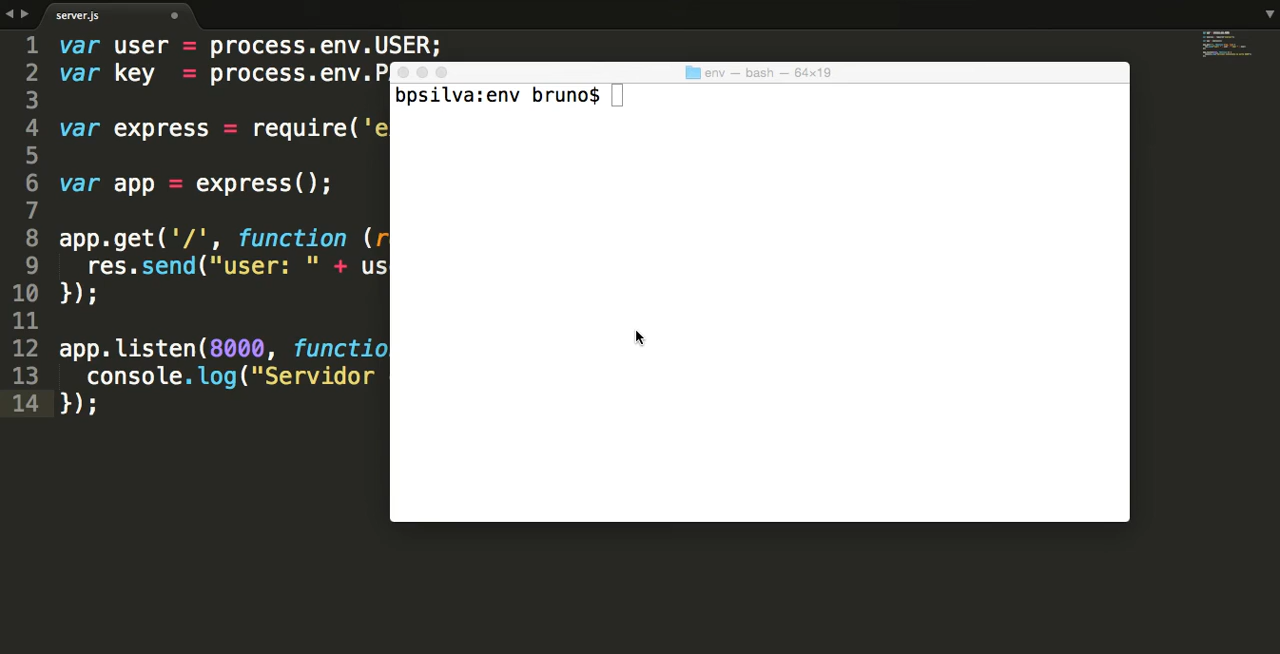 server.js
1 var user = process.env.USER;
2 var key = process.env.P
3
4 var express = require('e
5
6 var app = express();
7
8 app.get('/', function (r
9 res.send("user: " + us
10 });
11
12 app.listen(8000, functio
13 console.log("Servidor
14 });
env — bash — 64×19
bpsilva:env bruno$